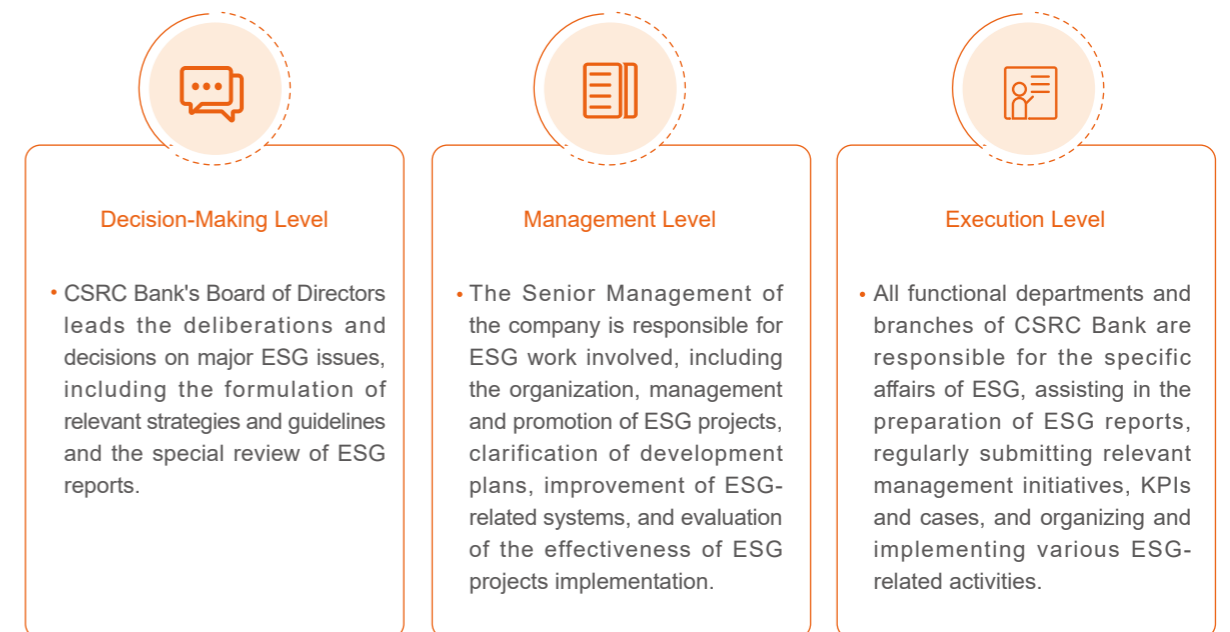 Decision-Making Level
• CSRC Bank's Board of Directors
leads the deliberations and
decisions on major ESG issues,
including the formulation of
relevant strategies and guidelines
and the special review of ESG
reports.
Management Level
• The Senior Management of
the company is responsible for
ESG work involved, including
the organization, management
and promotion of ESG projects,
clarification of development
plans, improvement of ESG-
related systems, and evaluation
of the effectiveness of ESG
projects implementation.
Execution Level
• All functional departments and
branches of CSRC Bank are
responsible for the specific
affairs of ESG, assisting in the
preparation of ESG reports,
regularly submitting relevant
management initiatives, KPIs
and cases, and organizing and
implementing various ESG-
related activities.